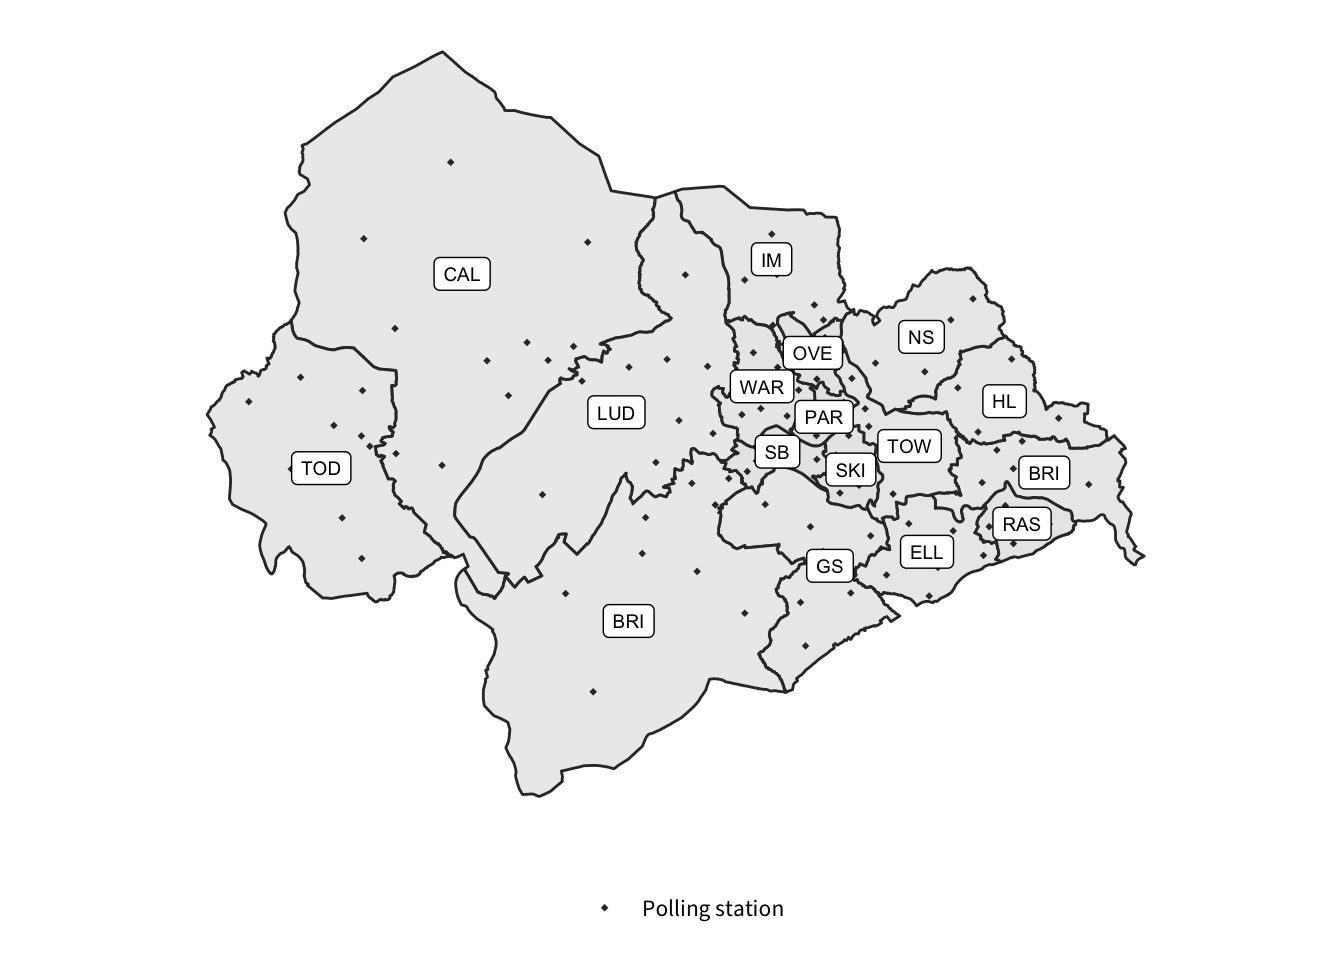 IM
CAL
NS
OVE
WAR
HL
LUD
PAR
TOW
SB
TOD
SKI
BRI
RAS
ELL
GS
BRI
Polling station